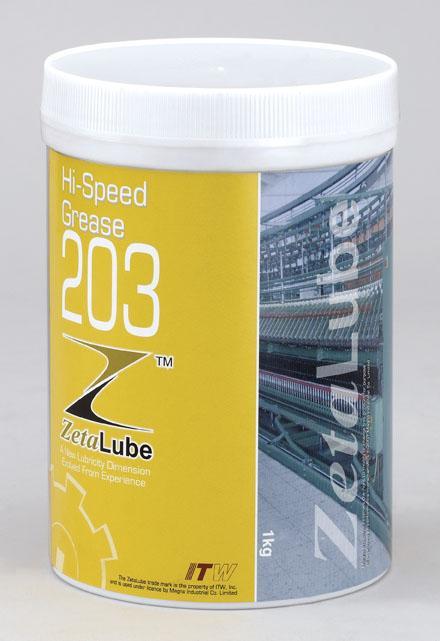 Hi-Speed
Grease
203
TM
ZetaLube
A New Lubricity Dimension
Evolved From Experience
The ZetaLube trade mark is the property of ITW, Inc.
and is used under licence by Magna Industrial Co. Limited
ITW
1kg
ZetaLube